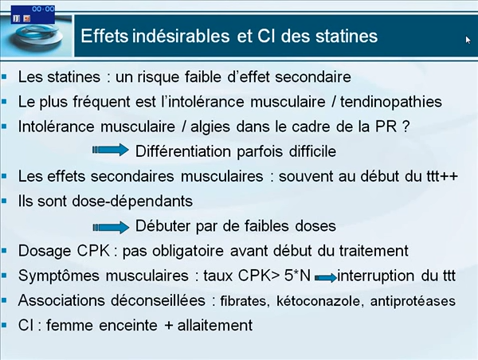 00:00
Effets indésirables et CI des statines
Les statines : un risque faible d'effet secondaire
Le plus fréquent est l'intolérance musculaire / tendinopathies
Intolérance musculaire / algies dans le cadre de la PR ?
Différentiation parfois difficile
Les effets secondaires musculaires : souvent au début du ttt++
Ils sont dose-dépendants
Débuter par de faibles doses
Dosage CPK : pas obligatoire avant début du traitement
Symptômes musculaires : taux CPK> 5*N interruption du ttt
Associations déconseillées : fibrates, kétoconazole, antiprotéases
CI : femme enceinte + allaitement